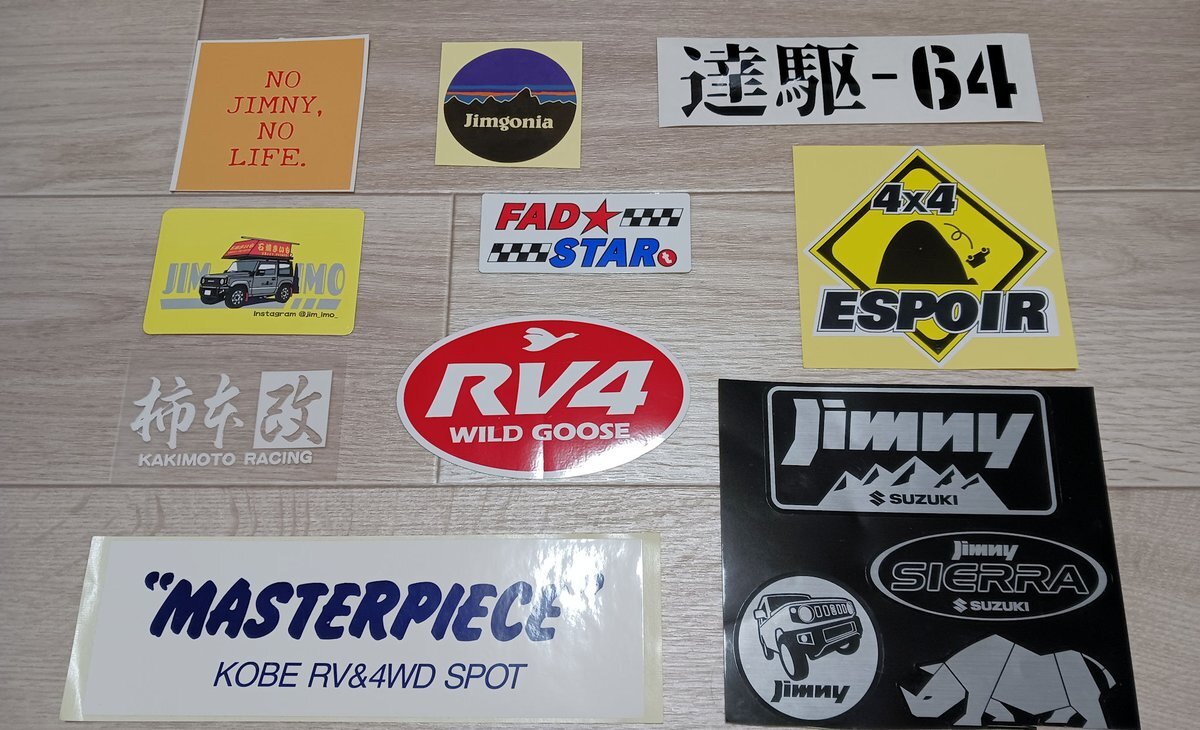 NO
JIMNY,
NO
LIFE.
Jimgonia
達駆-64
4x4
ESPOIR
FAD★
STAR
t
JIM IMO
Instagram @jim_imo_
RV4
WILD GOOSE
柿本改
KAKIMOTO RACING
Jimny
SUZUKI
Jimny
SIERRA
SUZUKI
Jimny
"MASTERPIECE"
KOBE RV&4WD SPOT